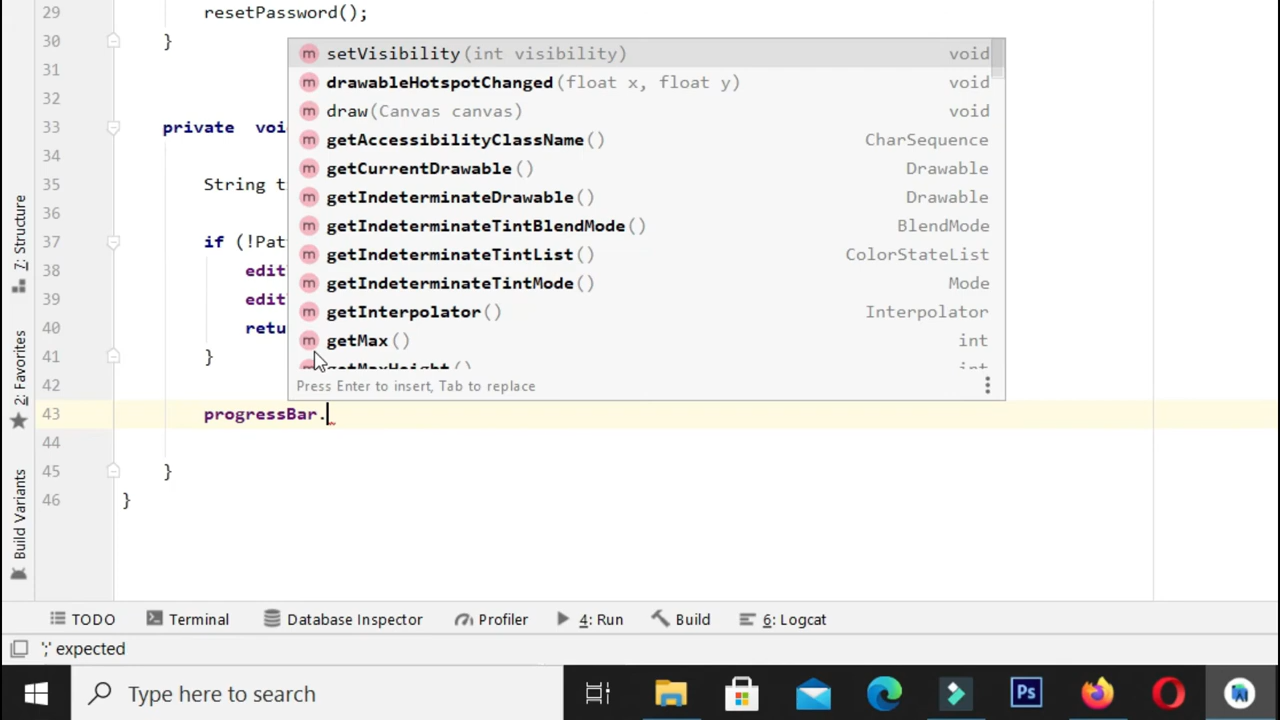 29 resetPassword();
30 }
31
32
33 private voi
34
35 String t
36
37 if (!Pat
38 edit
39 edit
40 retu
41 }
42
43 progressBar.
44
45 }
46 }
m setVisibility(int visibility) void
m drawableHotspotChanged(float x, float y) void
m draw(Canvas canvas) void
m getAccessibilityClassName() CharSequence
m getCurrentDrawable() Drawable
m getIndeterminateDrawable() Drawable
m getIndeterminateTintBlendMode() BlendMode
m getIndeterminateTintList() ColorStateList
m getIndeterminateTintMode() Mode
m getInterpolator() Interpolator
m getMax() int
getMaxHeight() int
Press Enter to insert, Tab to replace
7: Structure
2: Favorites
Build Variants
TODO Terminal Database Inspector Profiler 4: Run Build 6: Logcat
';' expected
Type here to search
Ps